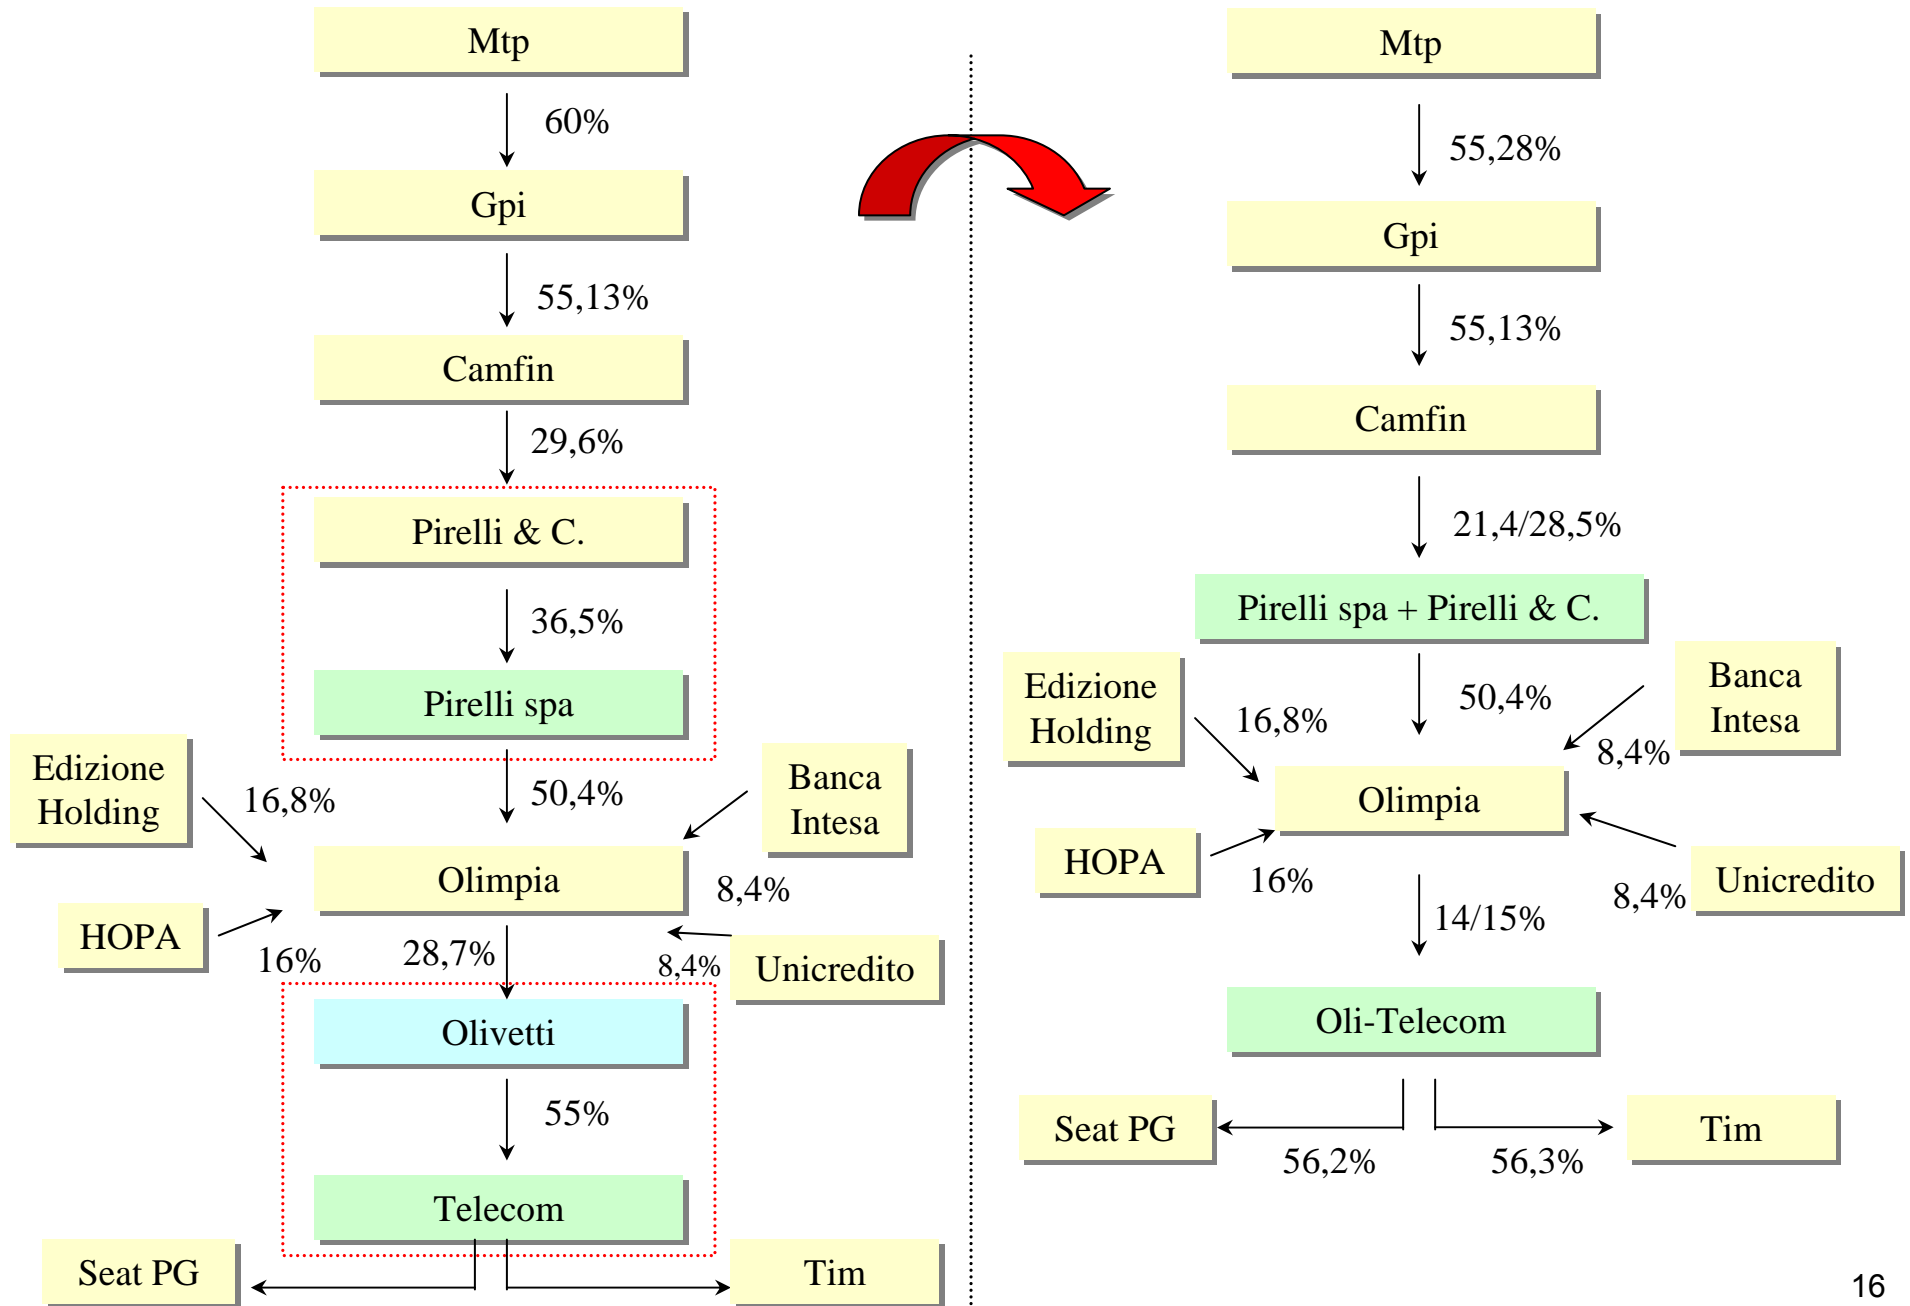 Mtp
60%
Gpi
55,13%
Camfin
29,6%
Pirelli & C.
36,5%
Pirelli spa
Edizione
Holding
16,8%
50,4%
Banca
Intesa
Olimpia
8,4%
HOPA
16%
28,7%
8,4%
Unicredito
Olivetti
55%
Telecom
Seat PG
Tim
Mtp
55,28%
Gpi
55,13%
Camfin
21,4/28,5%
Pirelli spa + Pirelli & C.
Edizione
Holding
16,8%
50,4%
Banca
Intesa
8,4%
Olimpia
HOPA
16%
8,4%
Unicredito
14/15%
Oli-Telecom
Seat PG
56,2%
56,3%
Tim
16